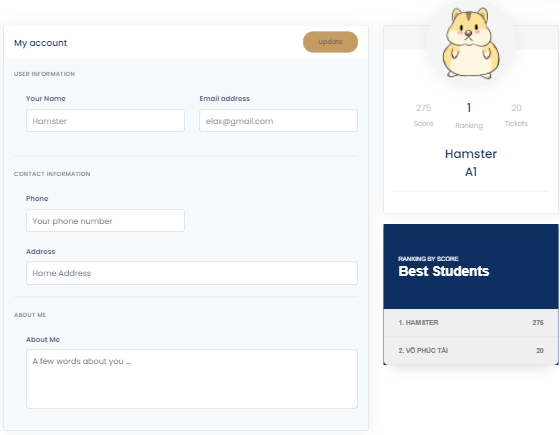 My account
Update
USER INFORMATION
Your Name
Email address
Hamster
elax@gmail.com
CONTACT INFORMATION
Phone
Your phone number
Address
Home Address
ABOUT ME
About Me
A few words about you ...
275
1
20
Score
Ranking
Tickets
Hamster
A1
RANKING BY SCORE
Best Students
1. HAMSTER 275
2. VÕ PHÚC TÀI 20